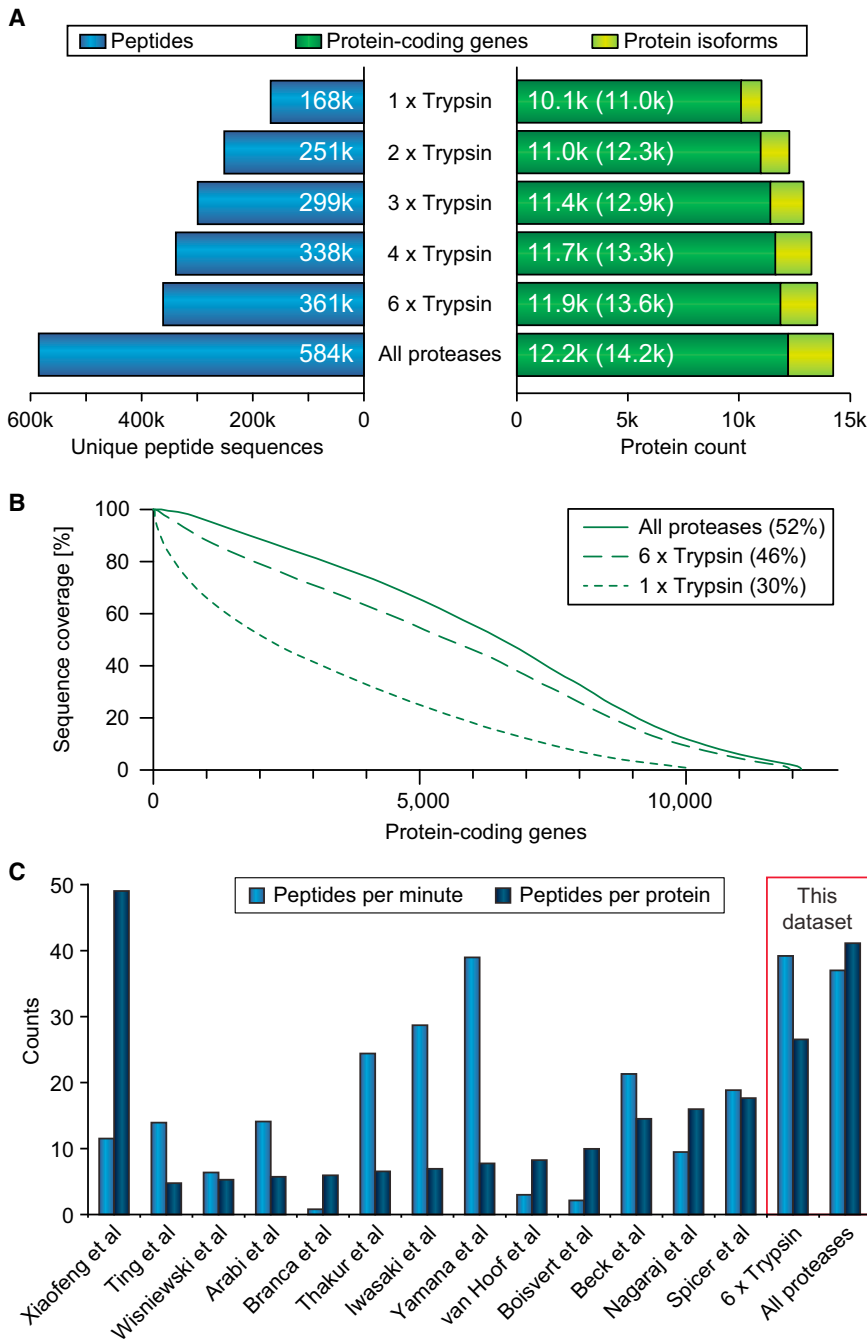 A
Peptides Protein-coding genes Protein isoforms
168k 1 x Trypsin 10.1k (11.0k)
251k 2 x Trypsin 11.0k (12.3k)
299k 3 x Trypsin 11.4k (12.9k)
338k 4 x Trypsin 11.7k (13.3k)
361k 6 x Trypsin 11.9k (13.6k)
584k All proteases 12.2k (14.2k)
600k 400k 200k 0 0 5k 10k 15k
Unique peptide sequences Protein count
B
100
80
60
40
20
0
Sequence coverage [%]
All proteases (52%)
6 x Trypsin (46%)
1 x Trypsin (30%)
0 5,000 10,000
Protein-coding genes
C
50
40
30
20
10
0
Counts
Peptides per minute Peptides per protein
This
dataset
Xiaofeng et al
Ting et al
Wisniewski et al
Arabi et al
Branca et al
Thakur et al
Iwasaki et al
Yamana et al
van Hoof et al
Boisvert et al
Beck et al
Nagaraj et al
Spicer et al
6 x Trypsin
All proteases